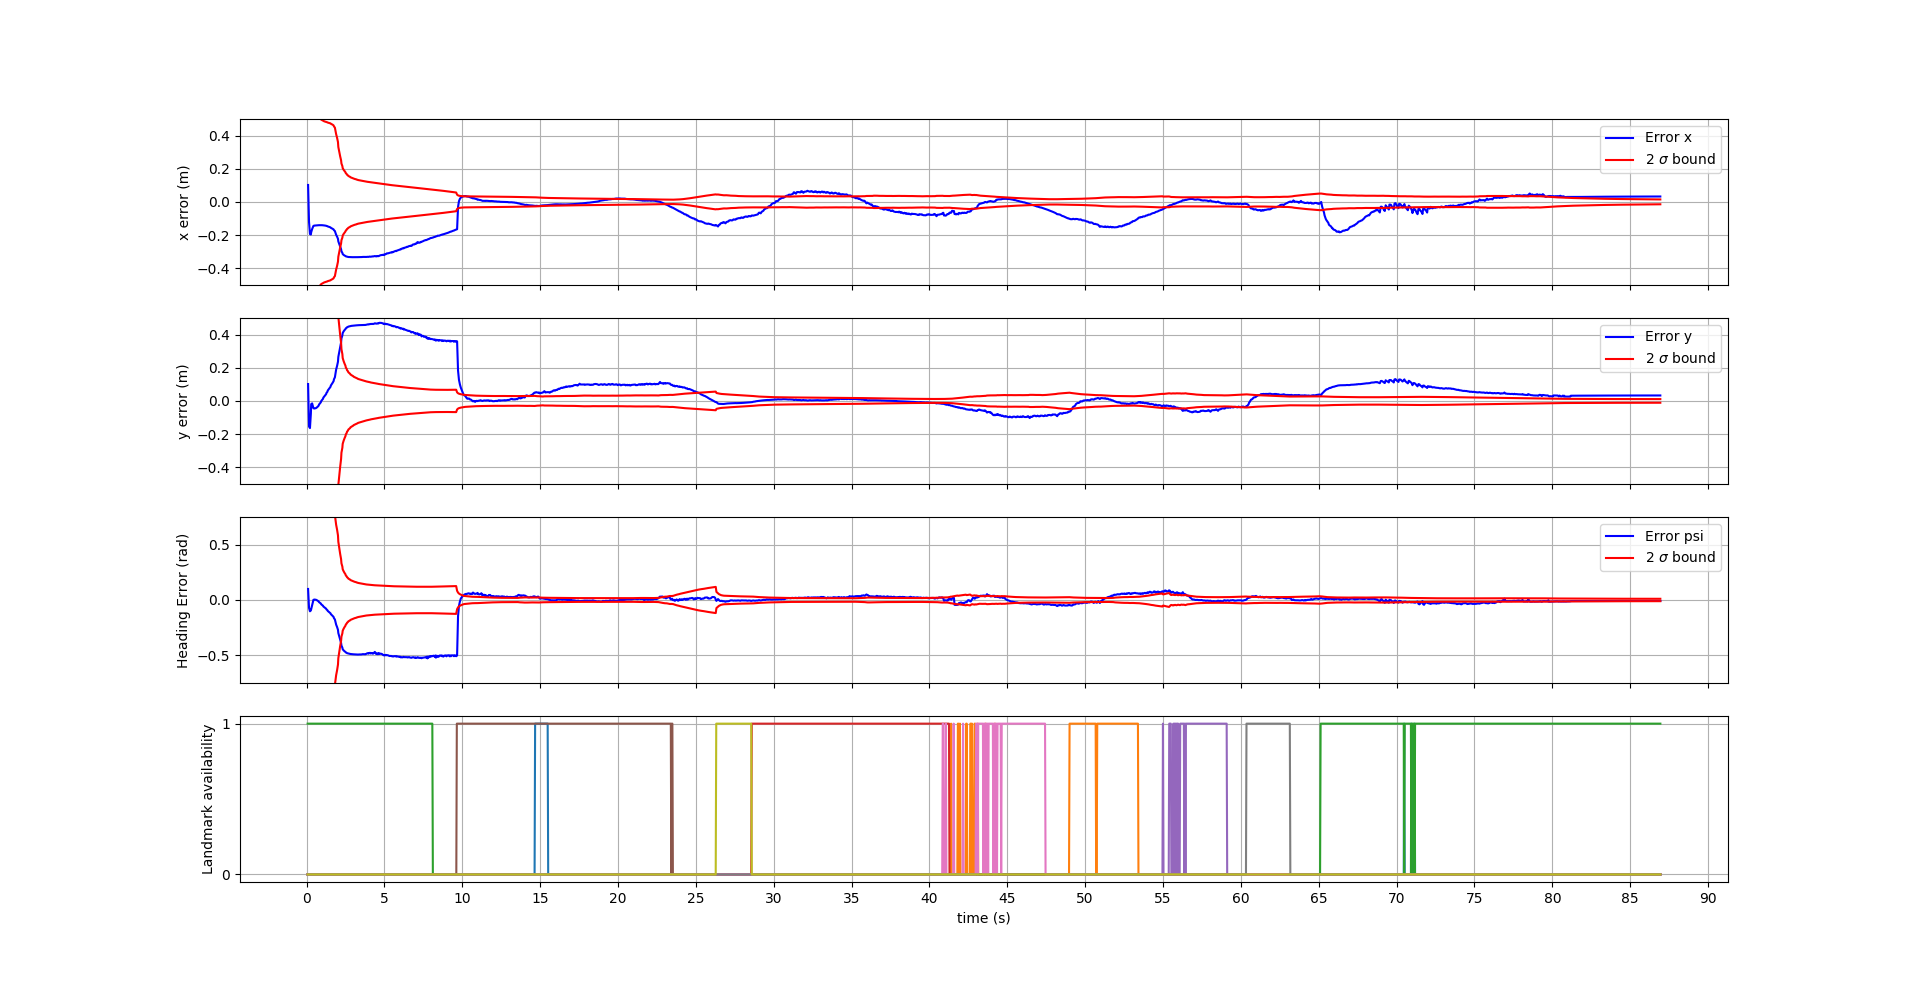 x error (m)
0.4
0.2
0.0
−0.2
−0.4
Error x
2 σ bound
y error (m)
0.4
0.2
0.0
−0.2
−0.4
Error y
2 σ bound
Heading Error (rad)
0.5
0.0
−0.5
Error psi
2 σ bound
Landmark availability
1
0
0 5 10 15 20 25 30 35 40 45 50 55 60 65 70 75 80 85 90
time (s)